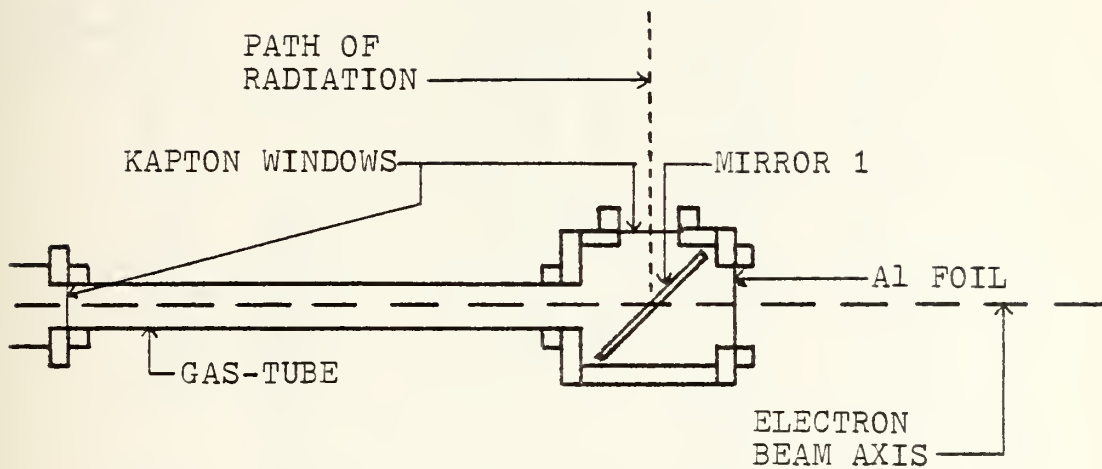 PATH OF
RADIATION
KAPTON WINDOWS
MIRROR 1
Al FOIL
GAS-TUBE
ELECTRON
BEAM AXIS